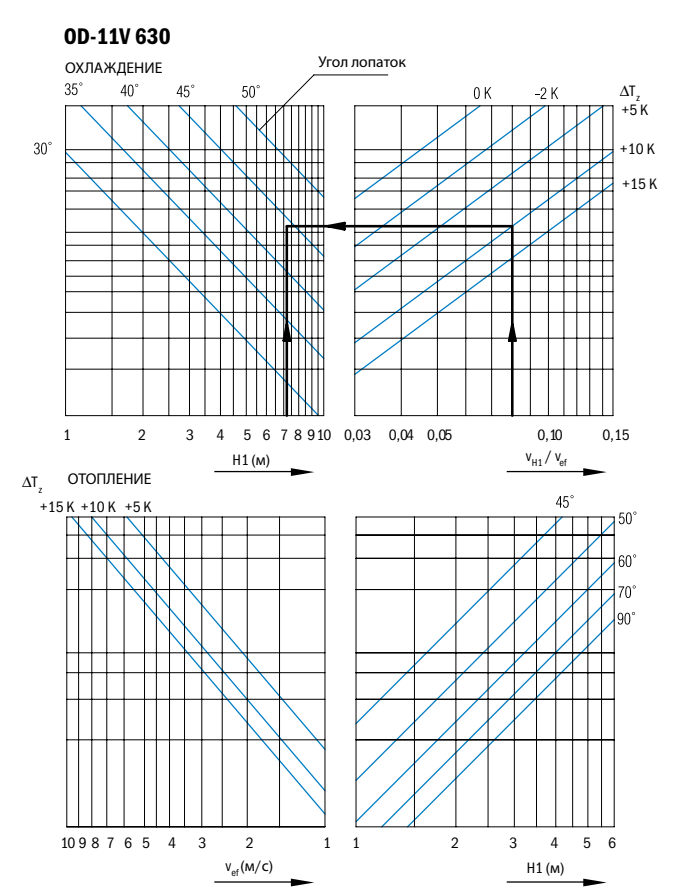 OD-11V 630
ОХЛАЖДЕНИЕ
Угол лопаток
35° 40° 45° 50°
30°
0 K -2 K ΔTz
+5 K
+10 K
+15 K
1 2 3 4 5 6 7 8 9 10
H1 (м)
0,03 0,04 0,05 0,10 0,15
vH1 / vef
ΔTz ОТОПЛЕНИЕ
+15 K +10 K +5 K
45°
50°
60°
70°
90°
10 9 8 7 6 5 4 3 2 1
vef (м/с)
1 2 3 4 5 6
H1 (м)